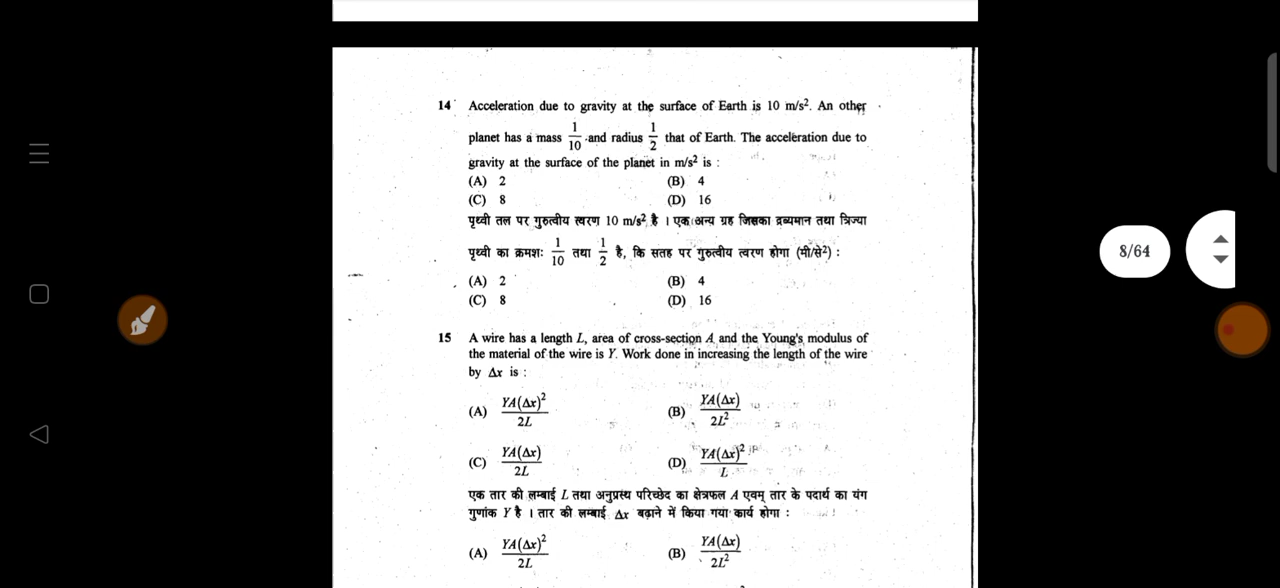 14 Acceleration due to gravity at the surface of Earth is 10 m/s². An other
planet has a mass 1/10 and radius 1/2 that of Earth. The acceleration due to
gravity at the surface of the planet in m/s² is :
(A) 2 (B) 4
(C) 8 (D) 16
पृथ्वी तल पर गुरुत्वीय त्वरण 10 m/s² है । एक अन्य ग्रह जिसका द्रव्यमान तथा त्रिज्या
पृथ्वी का क्रमशः 1/10 तथा 1/2 है, कि सतह पर गुरुत्वीय त्वरण होगा (मी/से²) :
(A) 2 (B) 4
(C) 8 (D) 16
15 A wire has a length L, area of cross-section A and the Young's modulus of
the material of the wire is Y. Work done in increasing the length of the wire
by Δx is :
(A) YA(Δx)²/2L (B) YA(Δx)/2L²
(C) YA(Δx)/2L (D) YA(Δx)²/L
एक तार की लम्बाई L तथा अनुप्रस्थ परिच्छेद का क्षेत्रफल A एवम् तार के पदार्थ का यंग
गुणांक Y है । तार की लम्बाई Δx बढ़ाने में किया गया कार्य होगा :
(A) YA(Δx)²/2L (B) YA(Δx)/2L²
8/64